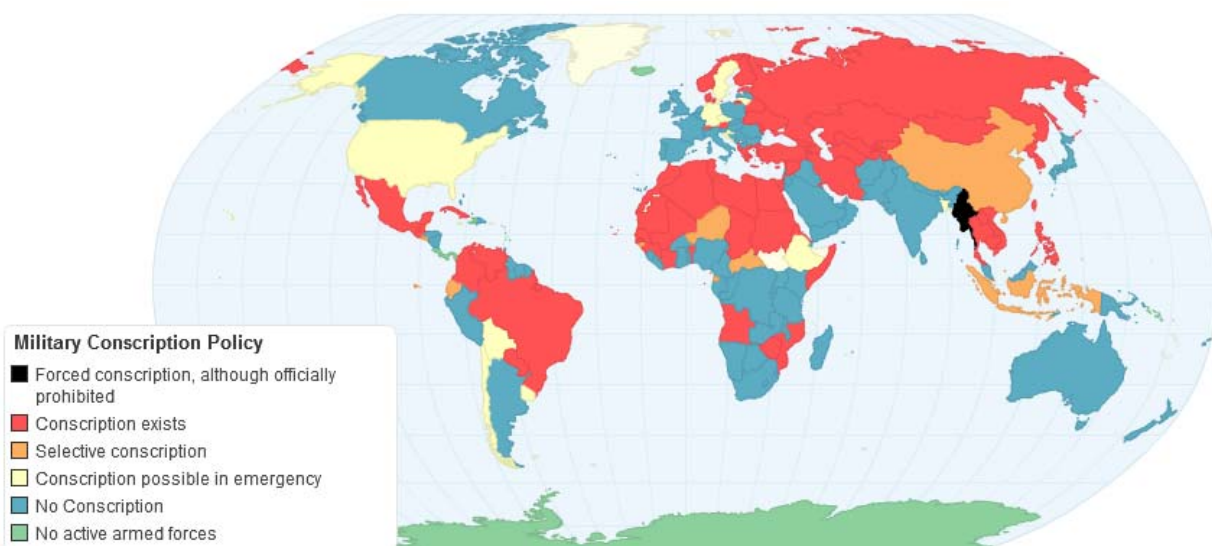 Military Conscription Policy
Forced conscription, although officially
prohibited
Conscription exists
Selective conscription
Conscription possible in emergency
No Conscription
No active armed forces